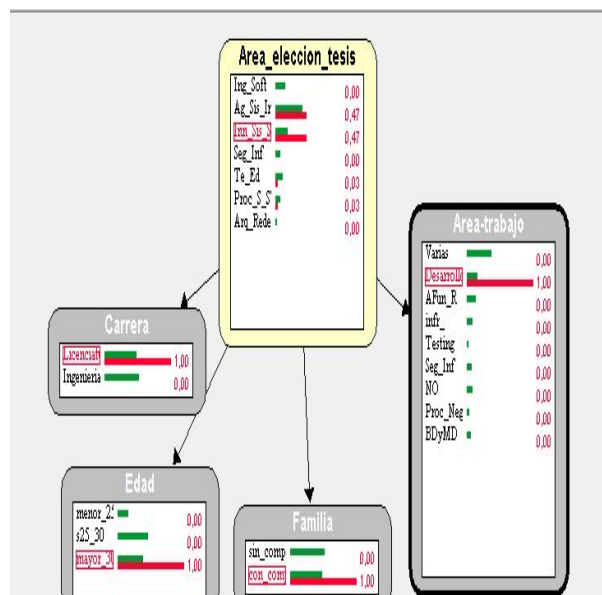 Area_eleccion_tesis
Ing_Soft 0,00
Ag_Sis_Ir 0,47
Inn_Sis_S 0,47
Seg_Inf 0,00
Te_Ed 0,03
Proc_S_S 0,03
Arq_Rede 0,00
Area-trabajo
Varias 0,00
Desarroll 1,00
AFun_R 0,00
infr_ 0,00
Testing 0,00
Seg_Inf 0,00
NO 0,00
Proc_Neg 0,00
BDyMD 0,00
Carrera
Licenciat 1,00
Ingenieria 0,00
Edad
menor_25 0,00
s25_30 0,00
mayor_30 1,00
Familia
sin_comp 0,00
con_com 1,00